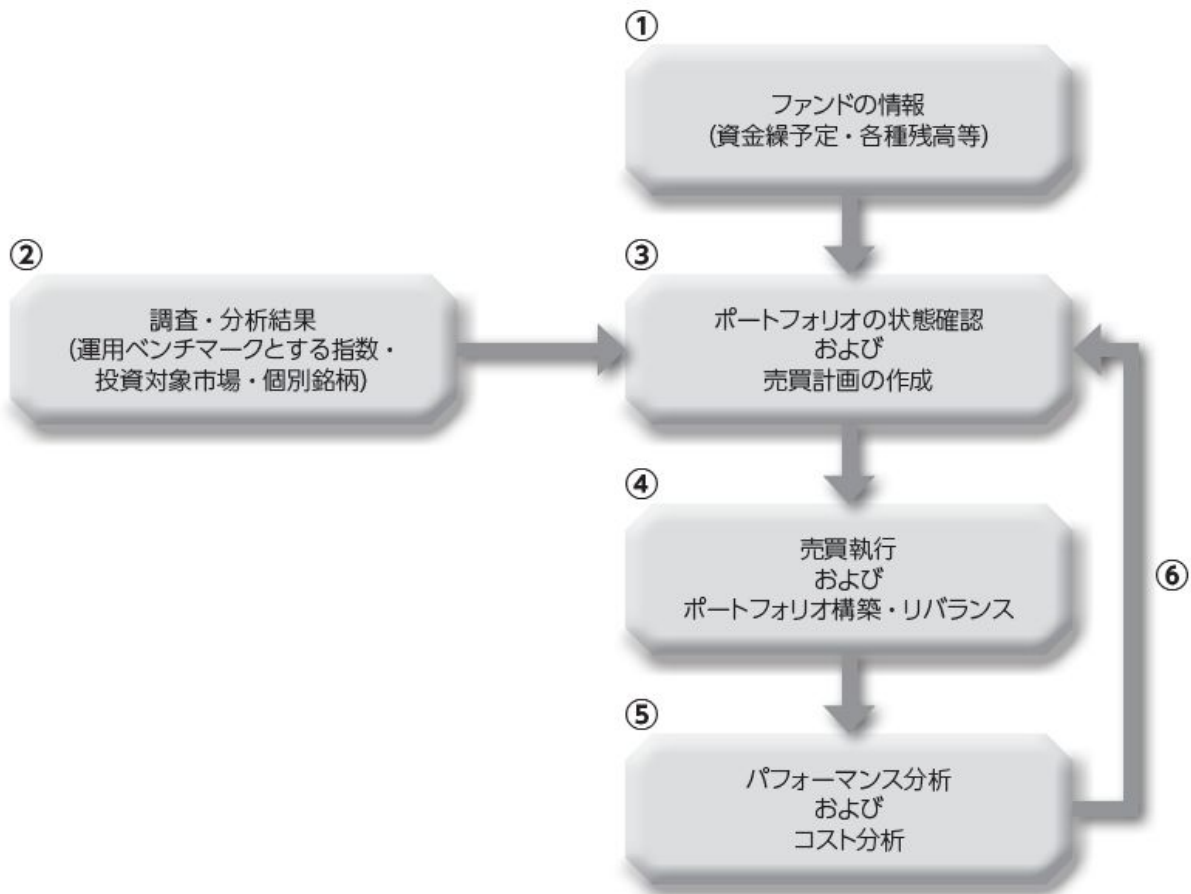 ①
ファンドの情報
(資金繰予定・各種残高等)
②
調査・分析結果
(運用ベンチマークとする指数・
投資対象市場・個別銘柄)
③
ポートフォリオの状態確認
および
売買計画の作成
④
売買執行
および
ポートフォリオ構築・リバランス
⑥
⑤
パフォーマンス分析
および
コスト分析